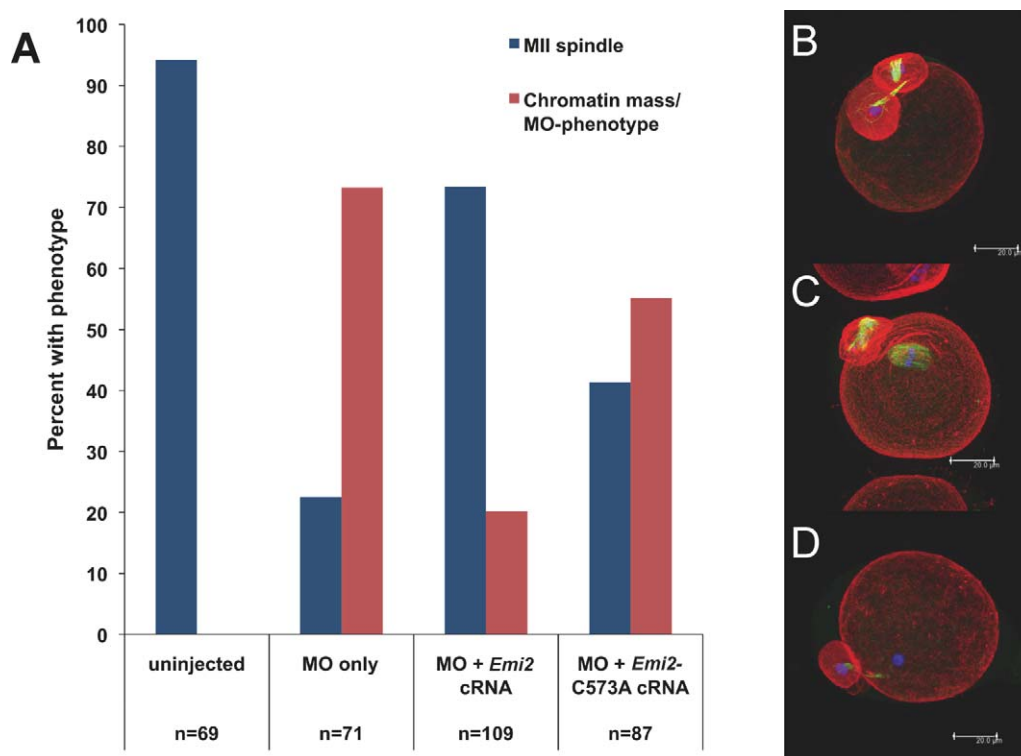 A
100
90
80
70
60
50
40
30
20
10
0
Percent with phenotype
MII spindle
Chromatin mass/
MO-phenotype
uninjected
MO only
MO + Emi2
cRNA
MO + Emi2-
C573A cRNA
n=69
n=71
n=109
n=87
B
20.0 µm
C
20.0 µm
D
20.0 µm